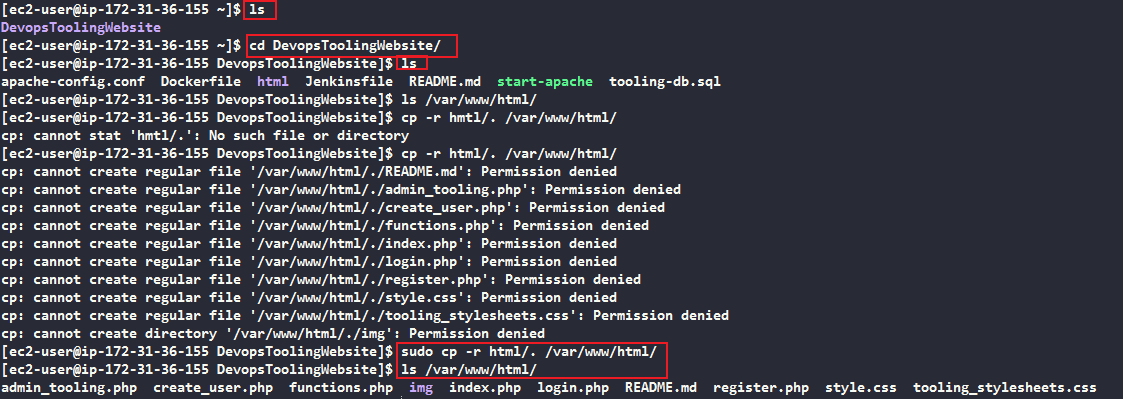 [ec2-user@ip-172-31-36-155 ~]$ ls
DevopsToolingWebsite
[ec2-user@ip-172-31-36-155 ~]$ cd DevopsToolingWebsite/
[ec2-user@ip-172-31-36-155 DevopsToolingWebsite]$ ls
apache-config.conf  Dockerfile  html  Jenkinsfile  README.md  start-apache  tooling-db.sql
[ec2-user@ip-172-31-36-155 DevopsToolingWebsite]$ ls /var/www/html/
[ec2-user@ip-172-31-36-155 DevopsToolingWebsite]$ cp -r hmtl/. /var/www/html/
cp: cannot stat 'hmtl/.': No such file or directory
[ec2-user@ip-172-31-36-155 DevopsToolingWebsite]$ cp -r html/. /var/www/html/
cp: cannot create regular file '/var/www/html/./README.md': Permission denied
cp: cannot create regular file '/var/www/html/./admin_tooling.php': Permission denied
cp: cannot create regular file '/var/www/html/./create_user.php': Permission denied
cp: cannot create regular file '/var/www/html/./functions.php': Permission denied
cp: cannot create regular file '/var/www/html/./index.php': Permission denied
cp: cannot create regular file '/var/www/html/./login.php': Permission denied
cp: cannot create regular file '/var/www/html/./register.php': Permission denied
cp: cannot create regular file '/var/www/html/./style.css': Permission denied
cp: cannot create regular file '/var/www/html/./tooling_stylesheets.css': Permission denied
cp: cannot create directory '/var/www/html/./img': Permission denied
[ec2-user@ip-172-31-36-155 DevopsToolingWebsite]$ sudo cp -r html/. /var/www/html/
[ec2-user@ip-172-31-36-155 DevopsToolingWebsite]$ ls /var/www/html/
admin_tooling.php  create_user.php  functions.php  img  index.php  login.php  README.md  register.php  style.css  tooling_stylesheets.css